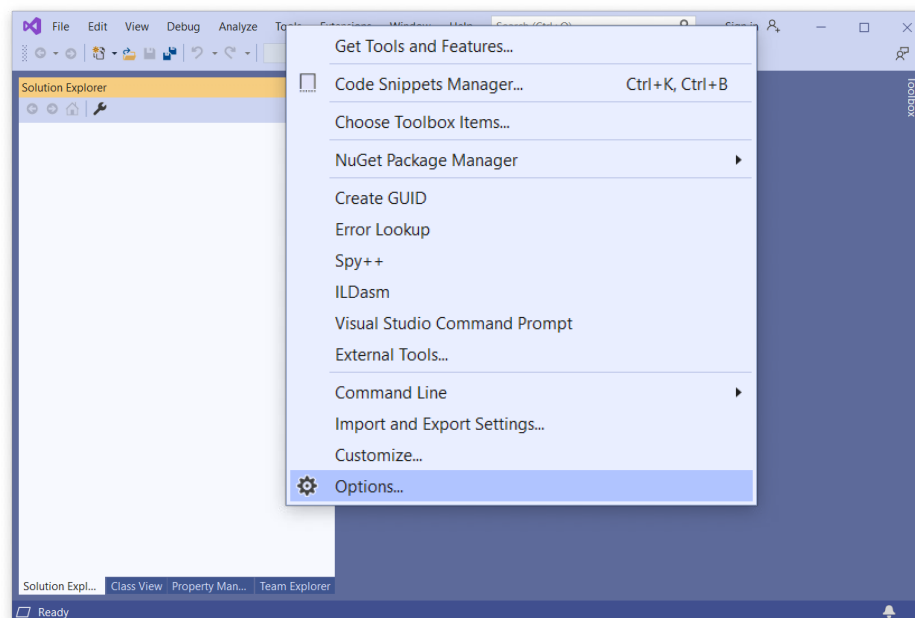 File Edit View Debug Analyze
Get Tools and Features...
Solution Explorer
Code Snippets Manager... Ctrl+K, Ctrl+B
Toolbox
Choose Toolbox Items...
NuGet Package Manager
Create GUID
Error Lookup
Spy++
ILDasm
Visual Studio Command Prompt
External Tools...
Command Line
Import and Export Settings...
Customize...
Options...
Solution Expl... Class View Property Man... Team Explorer
Ready